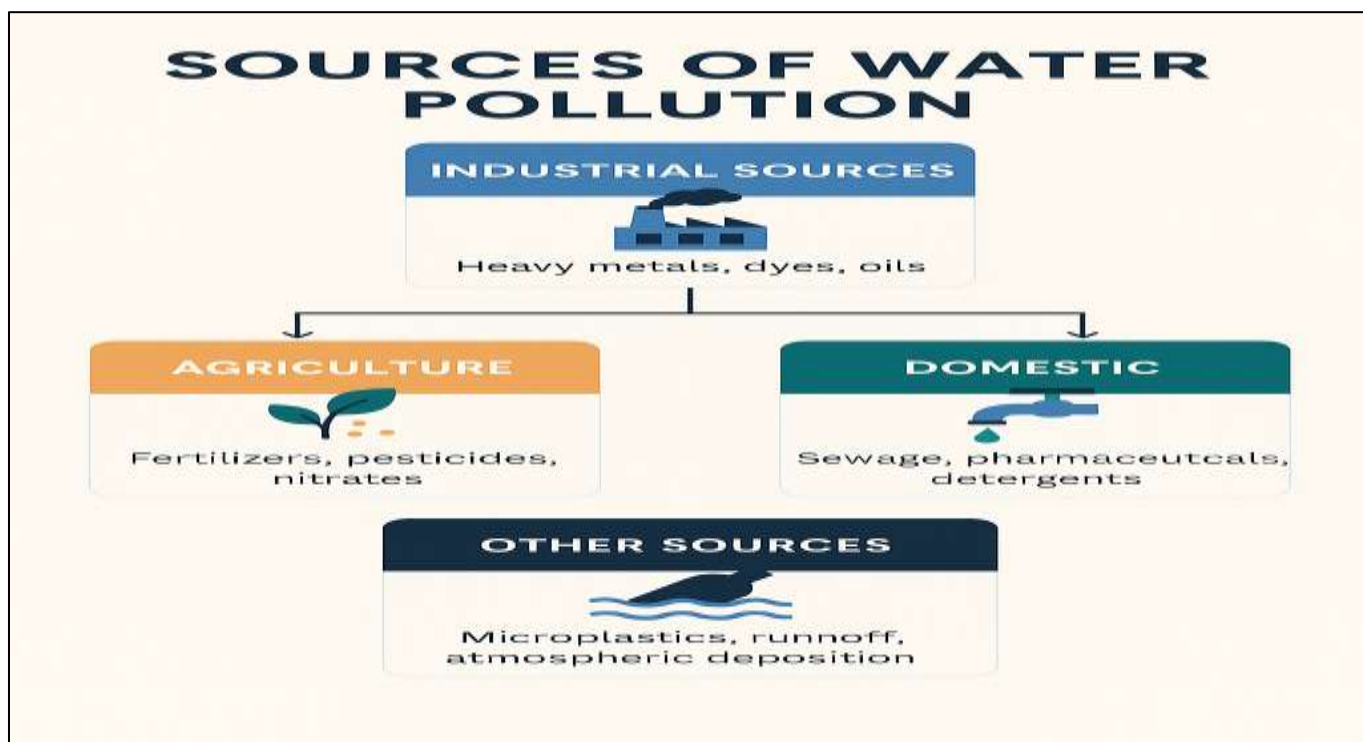 SOURCES OF WATER
POLLUTION
INDUSTRIAL SOURCES
Heavy metals, dyes, oils
AGRICULTURE
Fertilizers, pesticides,
nitrates
DOMESTIC
Sewage, pharmaceutcals,
detergents
OTHER SOURCES
Microplastics, runnoff,
atmospheric deposition